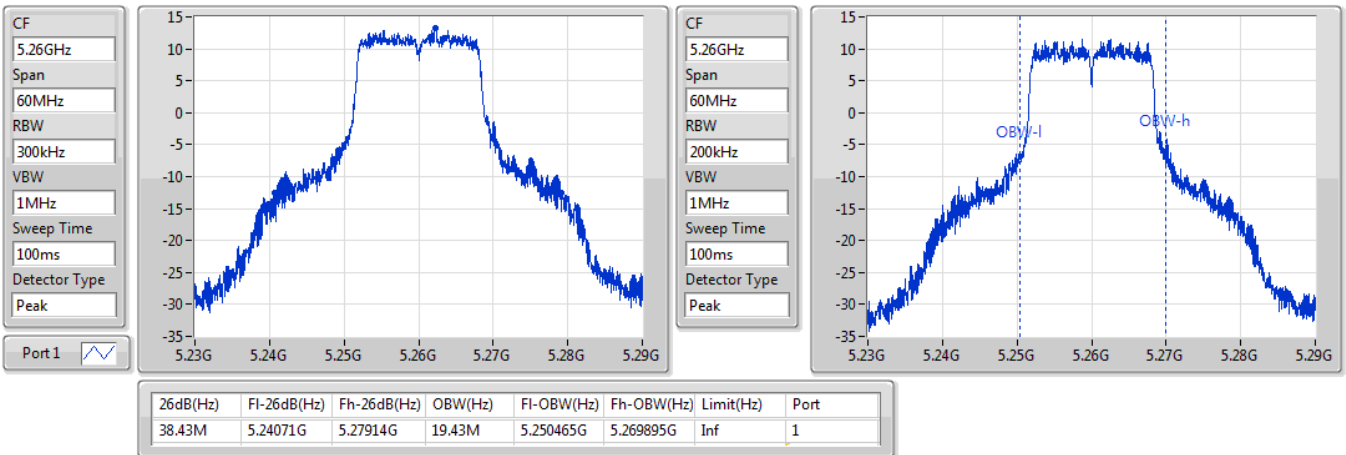 CF
5.26GHz
Span
60MHz
RBW
300kHz
VBW
1MHz
Sweep Time
100ms
Detector Type
Peak
Port 1
15
10
5
0
-5
-10
-15
-20
-25
-30
-35
5.23G 5.24G 5.25G 5.26G 5.27G 5.28G 5.29G
CF
5.26GHz
Span
60MHz
RBW
200kHz
VBW
1MHz
Sweep Time
100ms
Detector Type
Peak
15
10
5
0
-5
-10
-15
-20
-25
-30
-35
OBW-l
OBW-h
5.23G 5.24G 5.25G 5.26G 5.27G 5.28G 5.29G
26dB(Hz) Fl-26dB(Hz) Fh-26dB(Hz) OBW(Hz) Fl-OBW(Hz) Fh-OBW(Hz) Limit(Hz) Port
38.43M 5.24071G 5.27914G 19.43M 5.250465G 5.269895G Inf 1